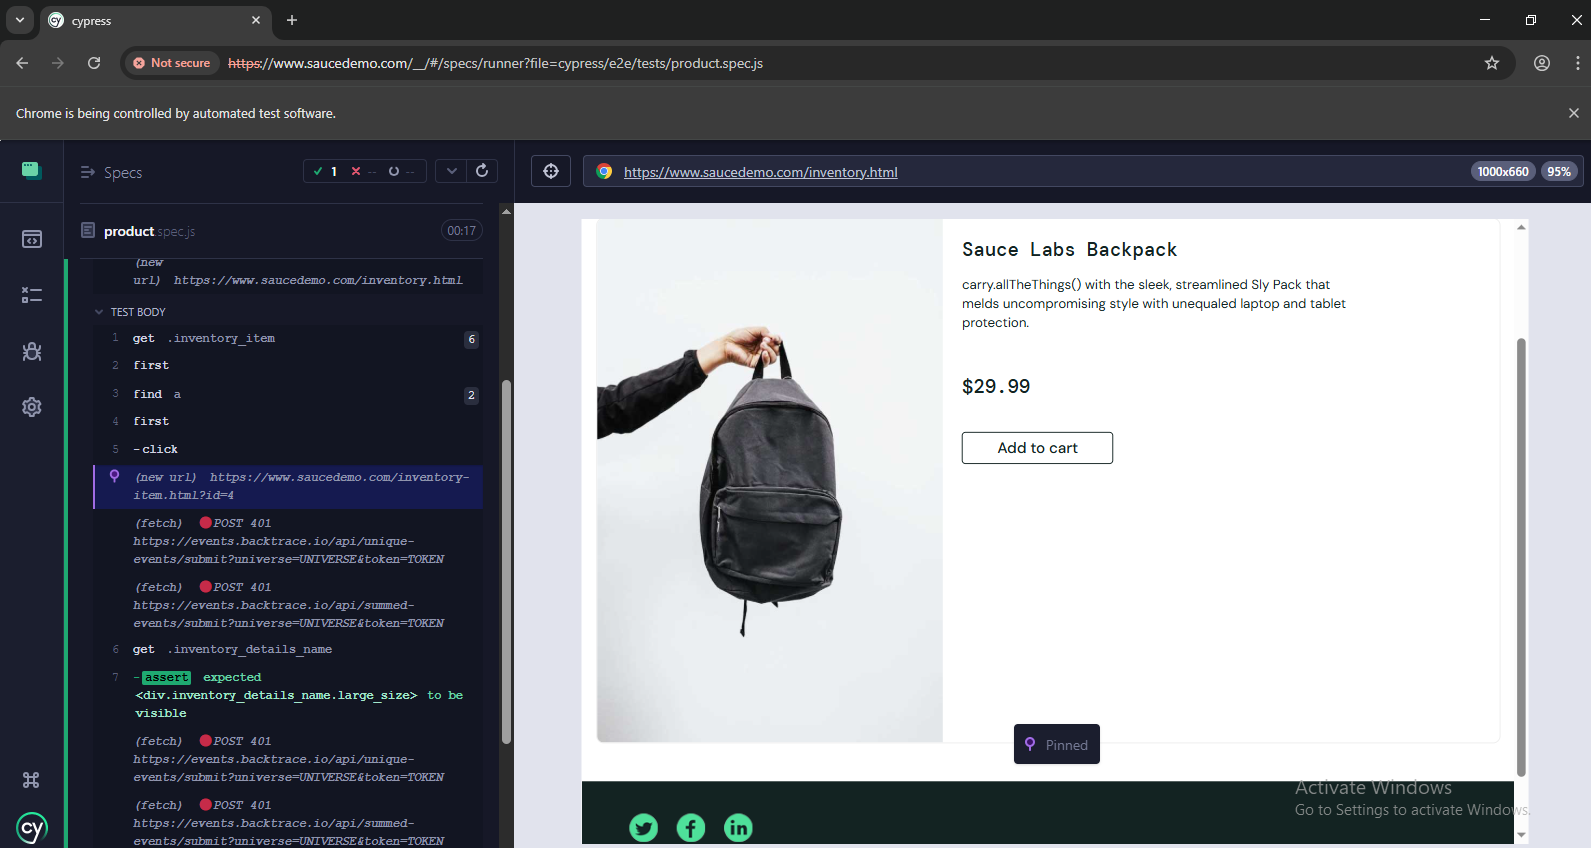 cypress
Not secure
https://www.saucedemo.com/__/#/specs/runner?file=cypress/e2e/tests/product.spec.js
Chrome is being controlled by automated test software.
Specs
1 -- --
product.spec.js
00:17
(new
url) https://www.saucedemo.com/inventory.html
TEST BODY
1 get .inventory_item 6
2 first
3 find a 2
4 first
5 -click
(new url) https://www.saucedemo.com/inventory-
item.html?id=4
(fetch) POST 401
https://events.backtrace.io/api/unique-
events/submit?universe=UNIVERSE&token=TOKEN
(fetch) POST 401
https://events.backtrace.io/api/summed-
events/submit?universe=UNIVERSE&token=TOKEN
6 get .inventory_details_name
7 -assert expected
<div.inventory_details_name.large_size> to be
visible
(fetch) POST 401
https://events.backtrace.io/api/unique-
events/submit?universe=UNIVERSE&token=TOKEN
(fetch) POST 401
https://events.backtrace.io/api/summed-
events/submit?universe=UNIVERSE&token=TOKEN
cy
https://www.saucedemo.com/inventory.html
1000x660
95%
Sauce Labs Backpack
carry.allTheThings() with the sleek, streamlined Sly Pack that
melds uncompromising style with unequaled laptop and tablet
protection.
$29.99
Add to cart
Pinned
Activate Windows
Go to Settings to activate Windows.